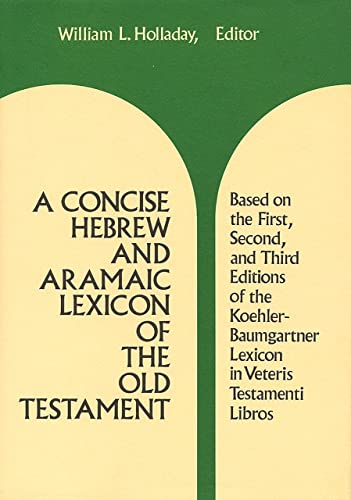 William L. Holladay, Editor
A CONCISE
HEBREW
AND
ARAMAIC
LEXICON
OF
THE
OLD
TESTAMENT
Based on
the First,
Second,
and Third
Editions
of the
Koehler-
Baumgartner
Lexicon
in Veteris
Testamenti
Libros